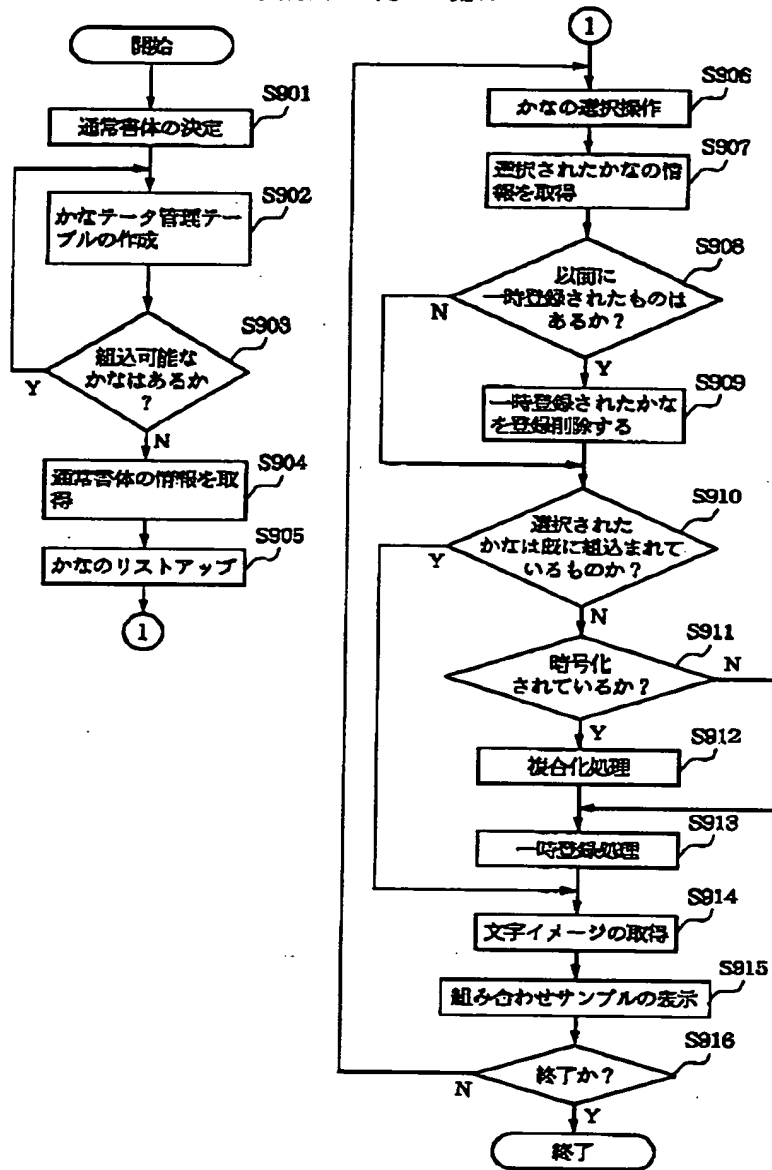 開始
S901
通常書体の決定
S902
かなデータ管理テー
ブルの作成
S903
組込可能な
かなはあるか
?
Y
N
S904
通常書体の情報を取
得
S905
かなのリストアップ
1
1
S906
かなの選択操作
S907
選択されたかなの情
報を取得
S908
以面に
一時登録されたものは
あるか?
N
Y
S909
一時登録されたかな
を登録削除する
S910
選択された
かなは既に組込まれて
いるものか?
Y
N
S911
時号化
されているか?
N
Y
S912
複合化処理
S913
一時登録処理
S914
文字イメージの取得
S915
組み合わせサンプルの表示
S916
終了か?
N
Y
終了